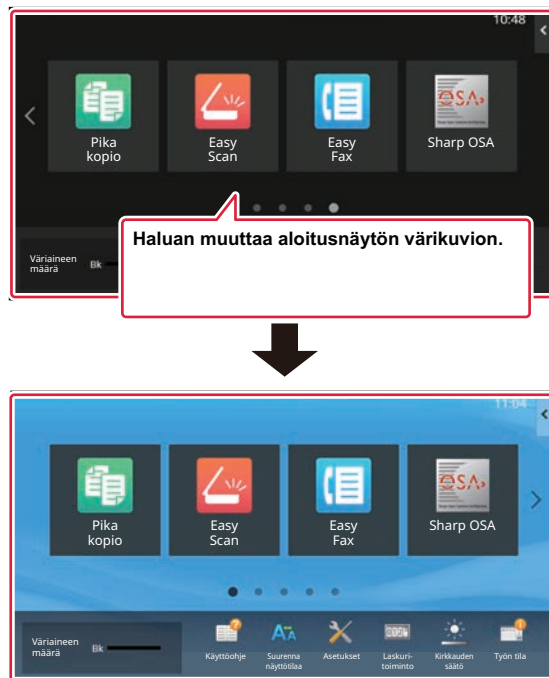 10:48
Pika
kopio
Easy
Scan
Easy
Fax
Sharp OSA
Haluan muuttaa aloitusnäytön värikuvion.
Väriaineen
määrä
Bk
11:04
Pika
kopio
Easy
Scan
Easy
Fax
Sharp OSA
Väriaineen
määrä
Bk
Käyttöohje
Suurenna
näyttötilaa
Asetukset
Laskuri-
toiminto
Kirkkauden
säätö
Työn tila